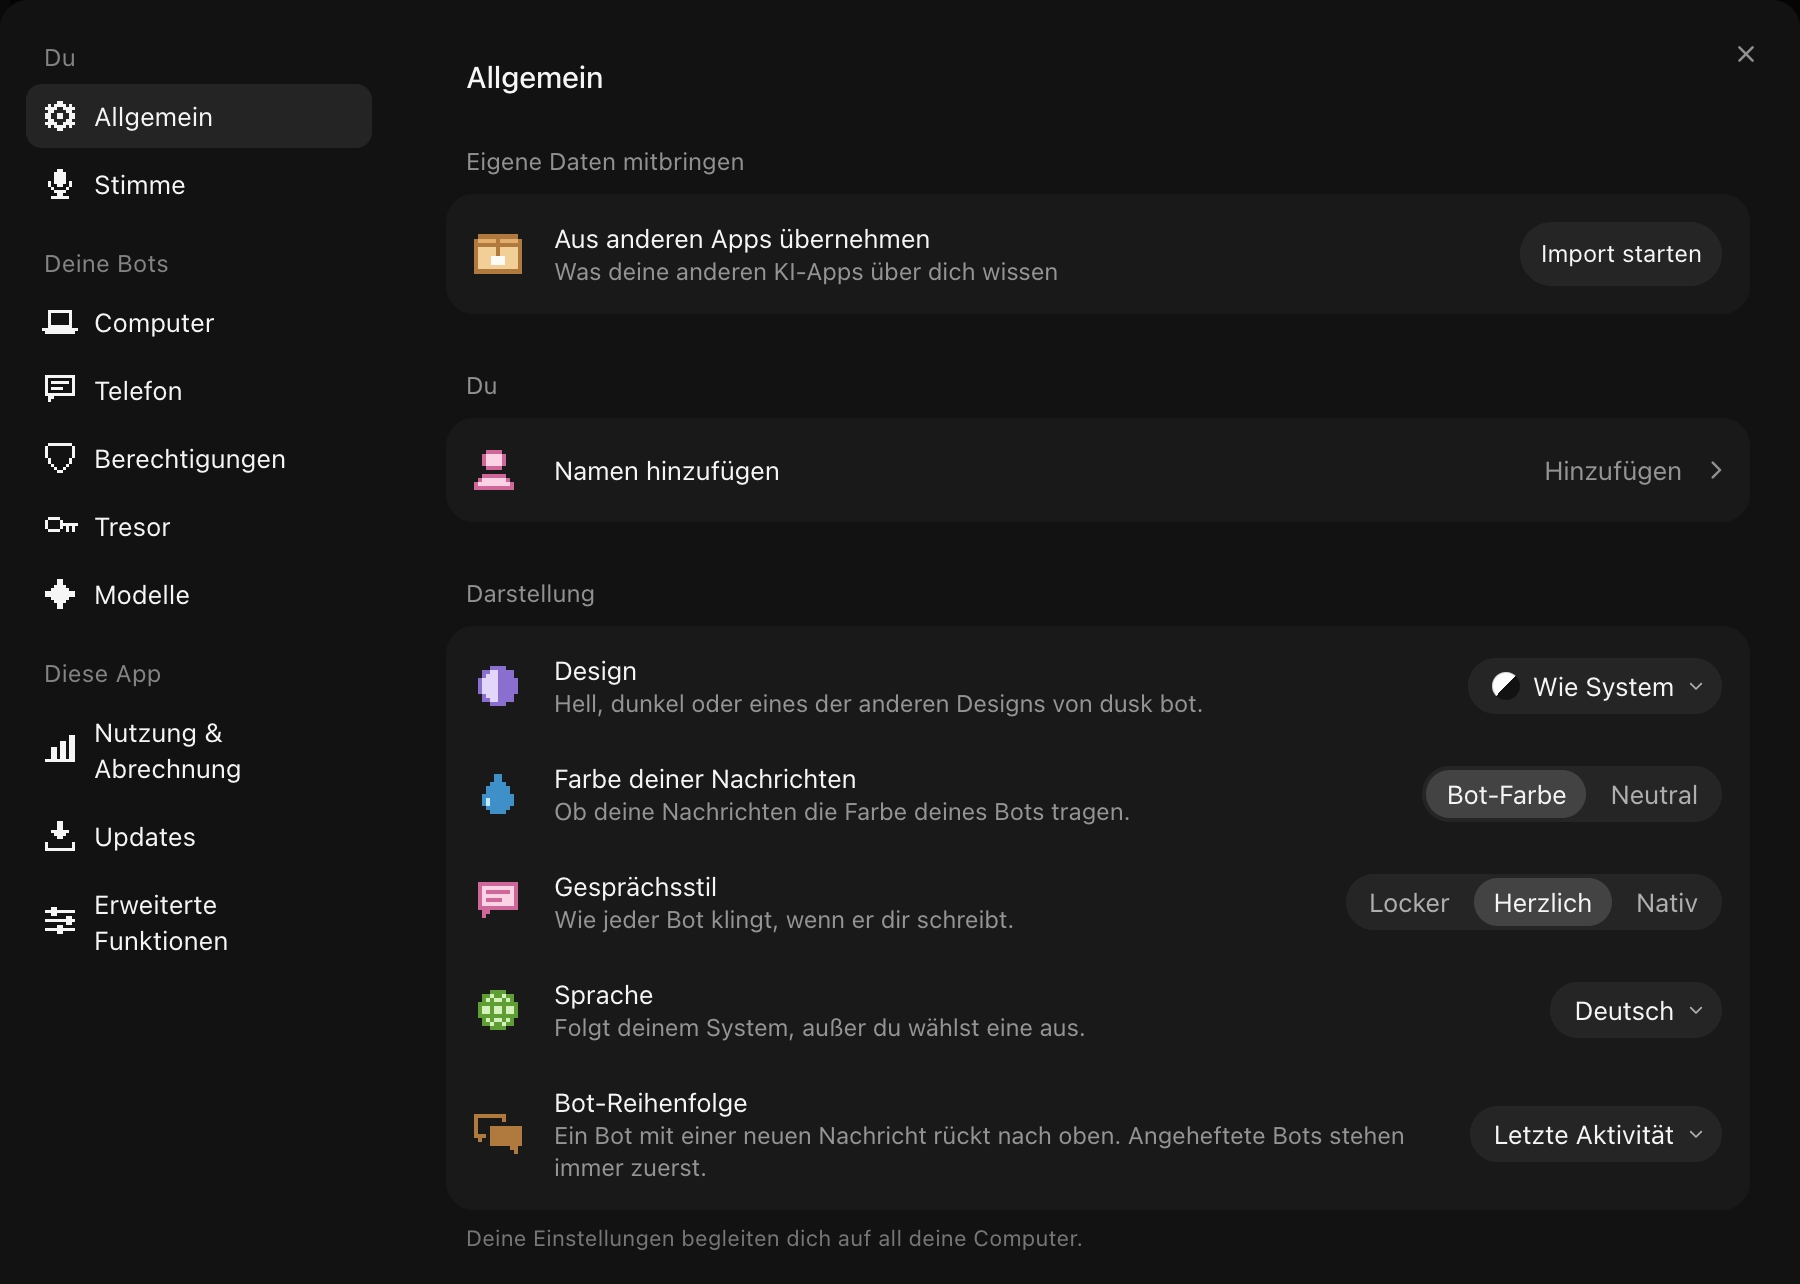 Du
Allgemein
Stimme
Deine Bots
Computer
Telefon
Berechtigungen
Tresor
Modelle
Diese App
Nutzung &
Abrechnung
Updates
Erweiterte
Funktionen
Allgemein
Eigene Daten mitbringen
Aus anderen Apps übernehmen
Was deine anderen KI-Apps über dich wissen
Import starten
Du
Namen hinzufügen
Hinzufügen
Darstellung
Design
Hell, dunkel oder eines der anderen Designs von dusk bot.
Wie System
Farbe deiner Nachrichten
Ob deine Nachrichten die Farbe deines Bots tragen.
Bot-Farbe Neutral
Gesprächsstil
Wie jeder Bot klingt, wenn er dir schreibt.
Locker Herzlich Nativ
Sprache
Folgt deinem System, außer du wählst eine aus.
Deutsch
Bot-Reihenfolge
Ein Bot mit einer neuen Nachricht rückt nach oben. Angeheftete Bots stehen
immer zuerst.
Letzte Aktivität
Deine Einstellungen begleiten dich auf all deine Computer.